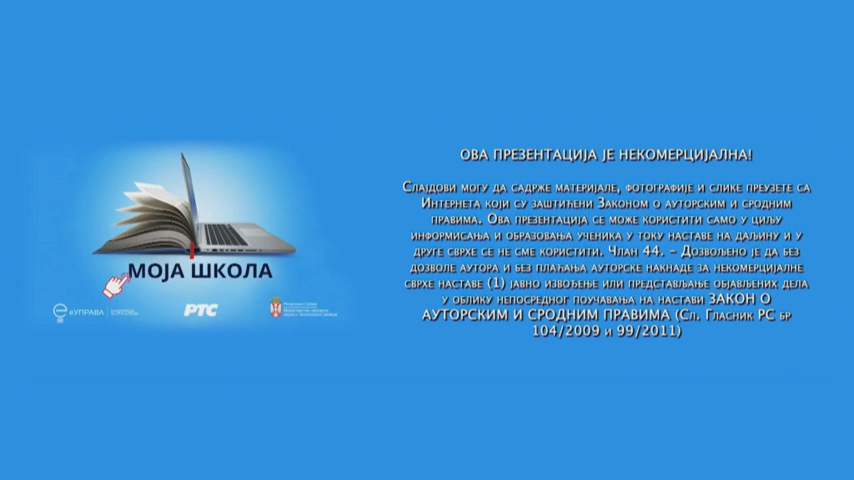 ОВА ПРЕЗЕНТАЦИЈА ЈЕ НЕКОМЕРЦИЈАЛНА!
Слајдови могу да садрже материјале, фотографије и слике преузете са
Интернета који су заштићени Законом о ауторским и сродним
правима. Ова презентација се може користити само у циљу
информисања и образовања ученика у току наставе на даљину и у
друге сврхе се не сме користити. Члан 44. – Дозвољено је да без
дозволе аутора и без плаћања ауторске накнаде за некомерцијалне
сврхе наставе (1) јавно извођење или представљање објављених дела
у облику непосредног поучавања на настави ЗАКОН О
АУТОРСКИМ И СРОДНИМ ПРАВИМА (Сл. Гласник РС бр
104/2009 и 99/2011)
МОЈА ШКОЛА
еУПРАВА
РТС